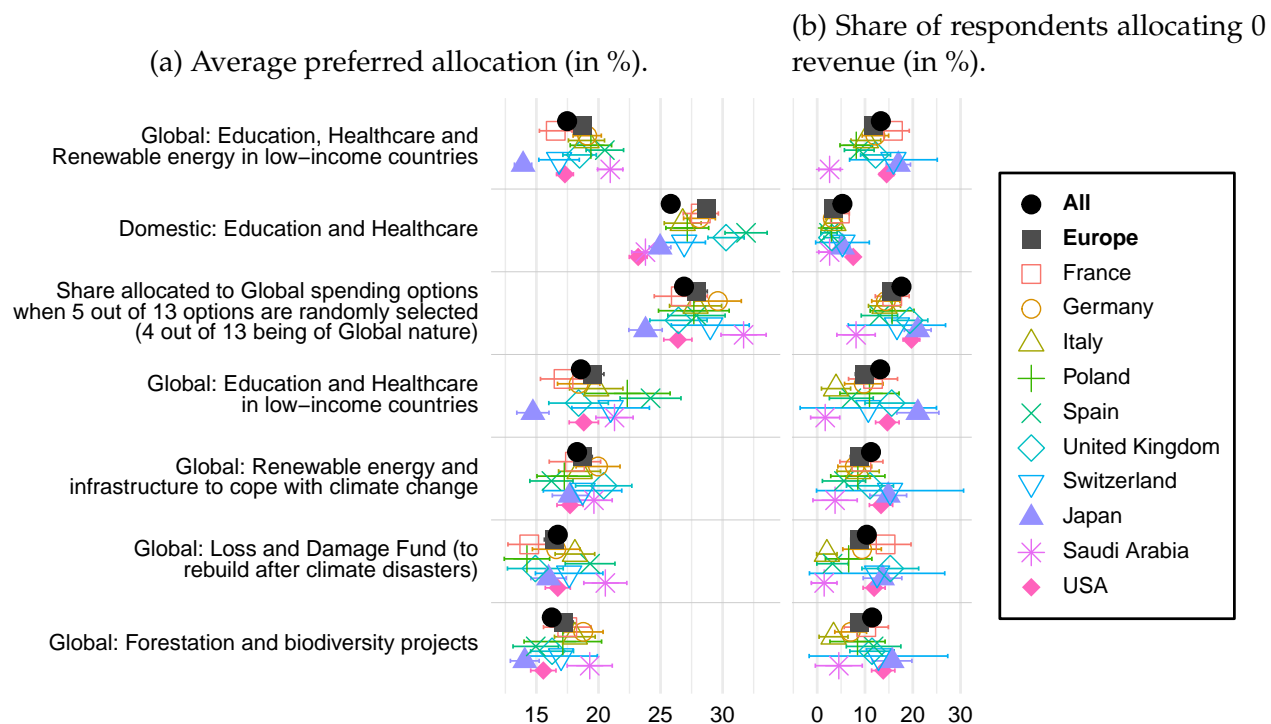 (a) Average preferred allocation (in %).
(b) Share of respondents allocating 0
revenue (in %).
Global: Education, Healthcare and
Renewable energy in low−income countries
Domestic: Education and Healthcare
Share allocated to Global spending options
when 5 out of 13 options are randomly selected
(4 out of 13 being of Global nature)
Global: Education and Healthcare
in low−income countries
Global: Renewable energy and
infrastructure to cope with climate change
Global: Loss and Damage Fund (to
rebuild after climate disasters)
Global: Forestation and biodiversity projects
15 20 25 30
0 10 20 30
All
Europe
France
Germany
Italy
Poland
Spain
United Kingdom
Switzerland
Japan
Saudi Arabia
USA